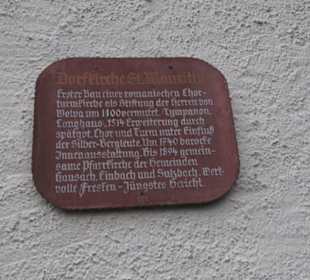 Dorfkirche St. Mauritius
Erster Bau einer romanischen Chor-
turmkirche als Stiftung der Herren von
Wolva um 1100 vermutet. Tympanon,
Langhaus. 1514 Erweiterung durch
spätgot. Chor und Turm unter Einfluß
der Silber-Bergleute. Um 1740 barocke
Innenausstattung. Bis 1894 gemein-
same Pfarrkirche der Gemeinden
Hausach, Einbach und Sulzbach. Wert-
volle Fresken - Jüngstes Gericht.